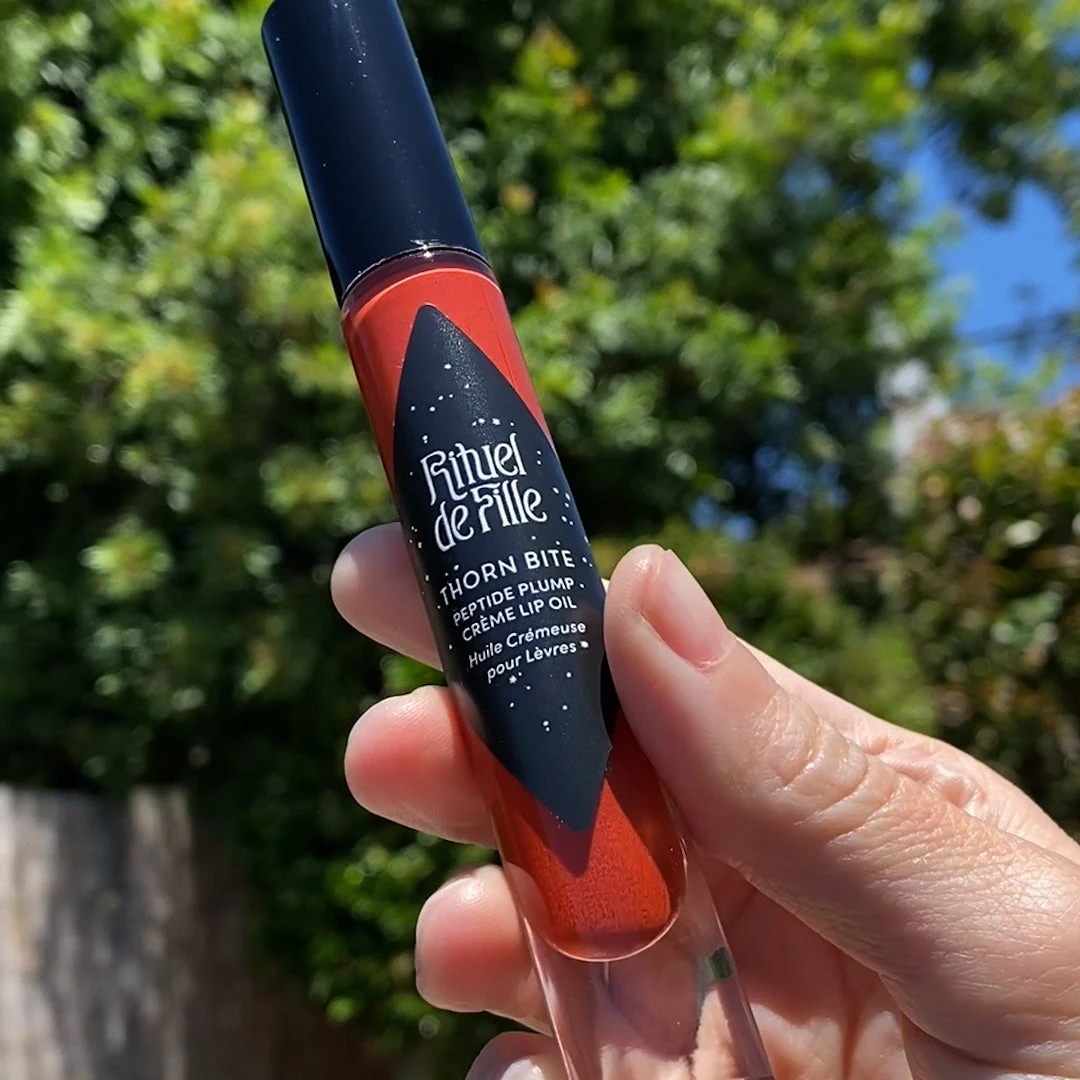 Rituel
de Fille
THORN BITE
PEPTIDE PLUMP
CRÈME LIP OIL
Huile Crémeuse
pour Lèvres